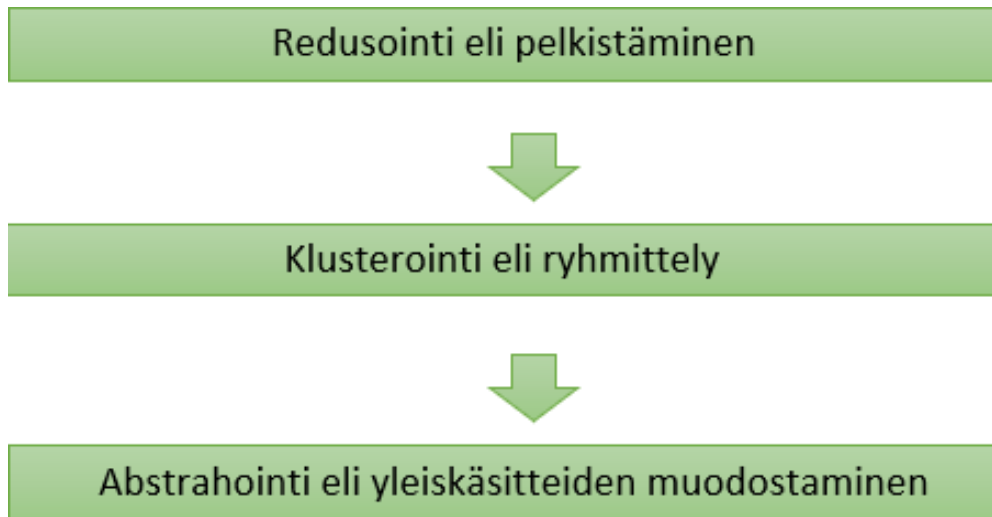 Redusointi eli pelkistäminen
Klusterointi eli ryhmittely
Abstrahointi eli yleiskäsitteiden muodostaminen